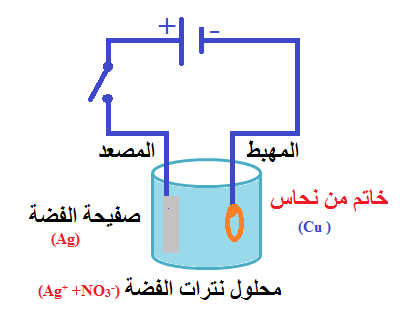 + -
المصعد المهبط
خاتم من نحاس
(Cu )
صفيحة الفضة
(Ag)
محلول نترات الفضة (Ag⁺ +NO₃⁻)